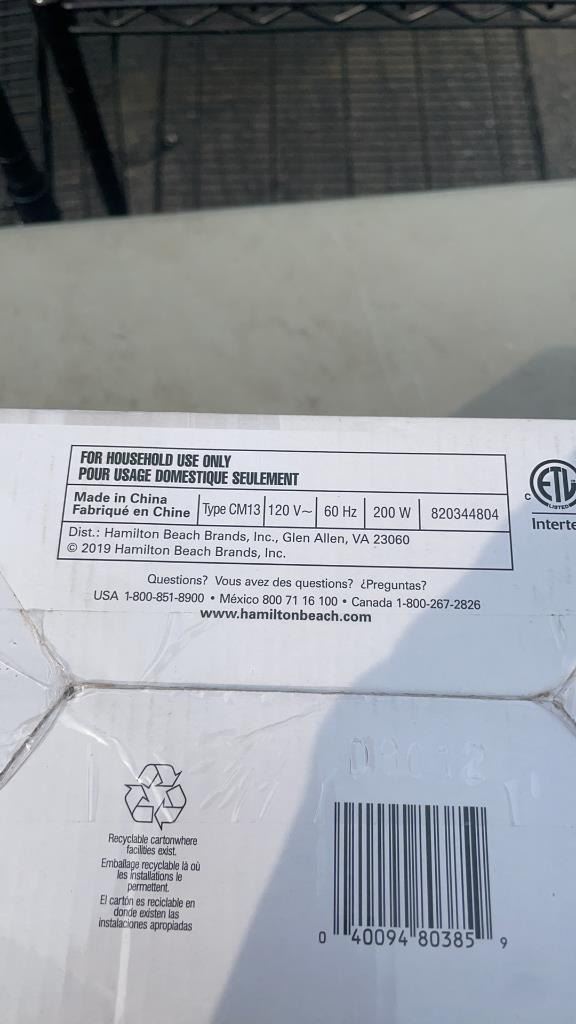 FOR HOUSEHOLD USE ONLY
POUR USAGE DOMESTIQUE SEULEMENT
Made in China
Fabriqué en Chine
Type CM13
120 V~
60 Hz
200 W
820344804
Dist.: Hamilton Beach Brands, Inc., Glen Allen, VA 23060
© 2019 Hamilton Beach Brands, Inc.
C
ETL
LISTED
Questions? Vous avez des questions? ¿Preguntas?
USA 1-800-851-8900 • México 800 71 16 100 • Canada 1-800-267-2826
www.hamiltonbeach.com
Recyclable cartonwhere
facilities exist.
Emballage recyclable là où
les installations le
permettent.
El cartón es reciclable en
donde existen las
instalaciones apropiadas
0 40094 80385 9